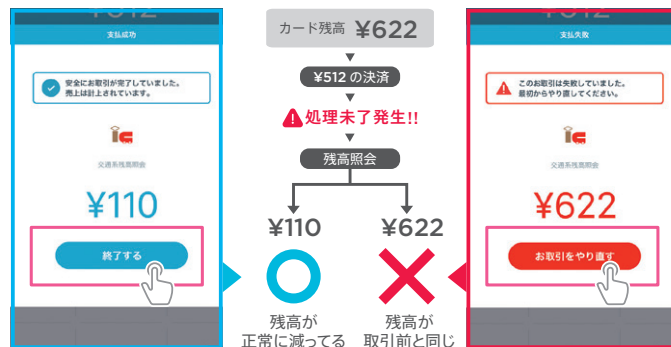 ¥512
支払成功
安全にお取引が完了していました。
売上は計上されています。
交通系残高照会
¥110
終了する
カード残高 ¥622
¥512 の決済
処理未了発生!!
残高照会
¥110
¥622
残高が
正常に減ってる
残高が
取引前と同じ
¥512
支払失敗
このお取引は失敗していました。
最初からやり直してください。
交通系残高照会
¥622
お取引をやり直す